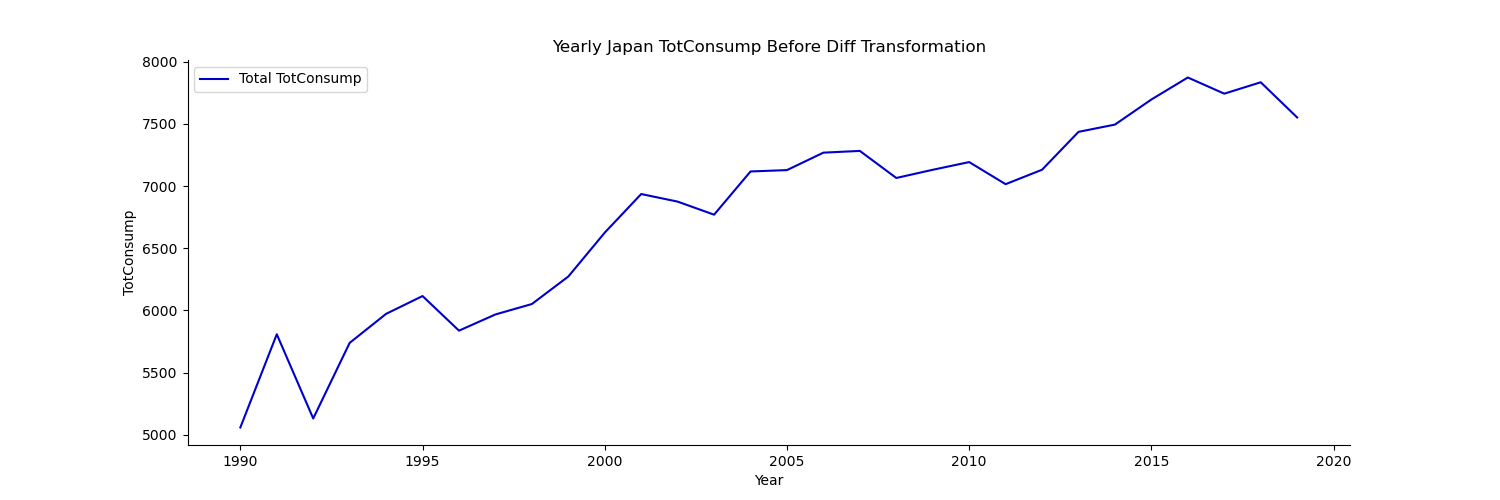 Yearly Japan TotConsump Before Diff Transformation
Total TotConsump
8000
7500
7000
6500
6000
5500
5000
TotConsump
1990 1995 2000 2005 2010 2015 2020
Year